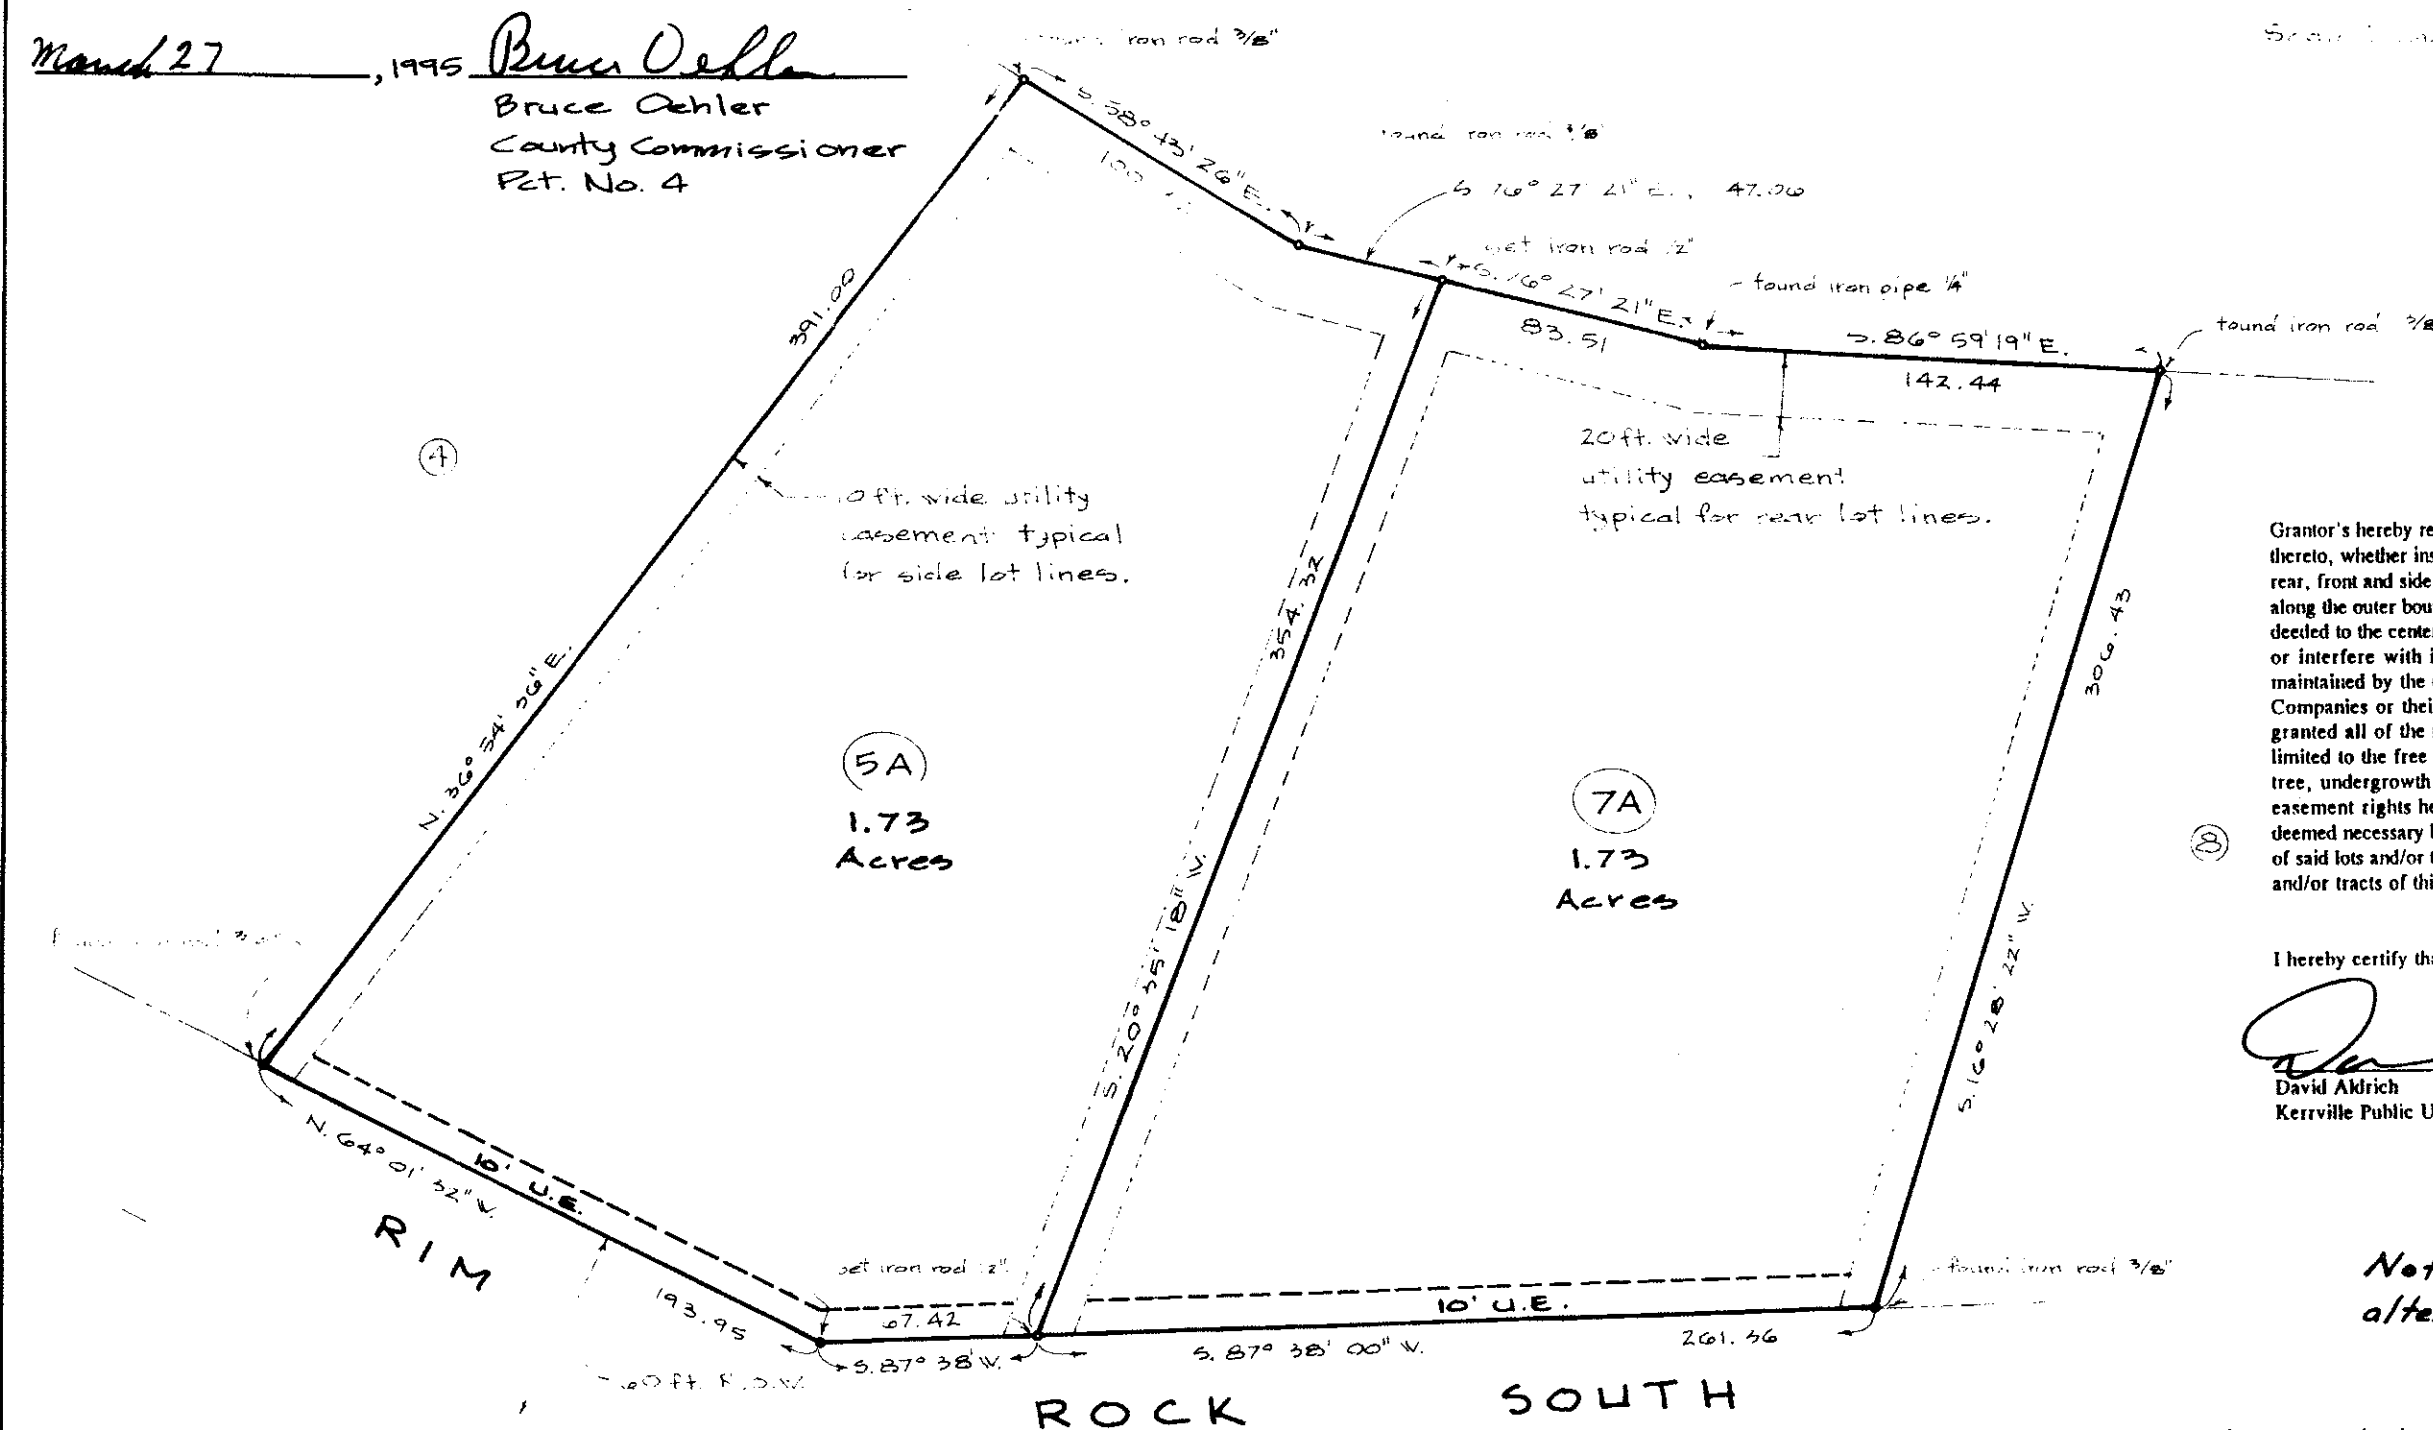 March 27, 1995 Bruce Oehler
Bruce Oehler
County Commissioner
Pct. No. 4
iron rod 3/8"
S. 58° 43' 26" E.
found iron rod 3/8"
S 76° 27' 21" E., 47.06
set iron rod 1/2"
S. 76° 27' 21" E.
83.51
found iron pipe 1/4"
S. 86° 59' 19" E.
142.44
found iron rod 3/8
391.00
N. 36° 54' 36" E.
4
10 ft. wide utility
easement typical
for side lot lines.
20 ft. wide
utility easement
typical for rear lot lines.
354.32
S. 20° 35' 18" W.
306.43
S. 16° 28' 22" W.
5A
1.73
Acres
7A
1.73
Acres
8
Grantor's hereby re
thereto, whether ins
rear, front and side
along the outer bou
deeded to the cente
or interfere with i
maintained by the
Companies or thei
granted all of the
limited to the free
tree, undergrowth
easement rights he
deemed necessary
of said lots and/or t
and/or tracts of thi
I hereby certify tha
David Aldrich
Kerrville Public U
N. 64° 01' 32" W.
193.95
10' U.E.
set iron rod 1/2"
67.42
S. 87° 38' W.
10' U.E.
S. 87° 38' 00" W.
261.36
found iron rod 3/8"
60 ft. R.O.W.
RIM ROCK SOUTH
Not
alte